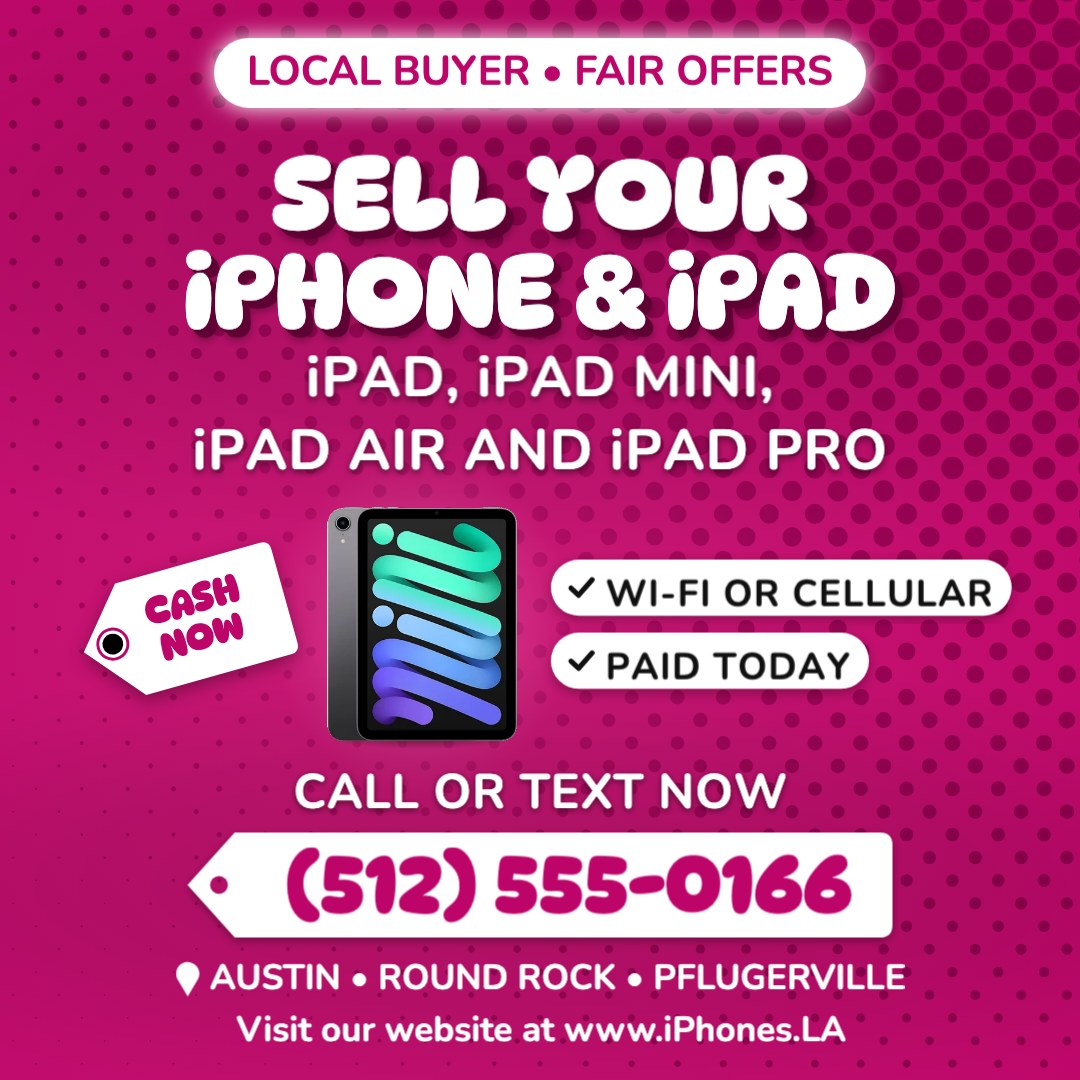 LOCAL BUYER • FAIR OFFERS
SELL YOUR
iPHONE & iPAD
iPAD, iPAD MINI,
iPAD AIR AND iPAD PRO
CASH
NOW
✓ WI-FI OR CELLULAR
✓ PAID TODAY
CALL OR TEXT NOW
(512) 555-0166
AUSTIN • ROUND ROCK • PFLUGERVILLE
Visit our website at www.iPhones.LA